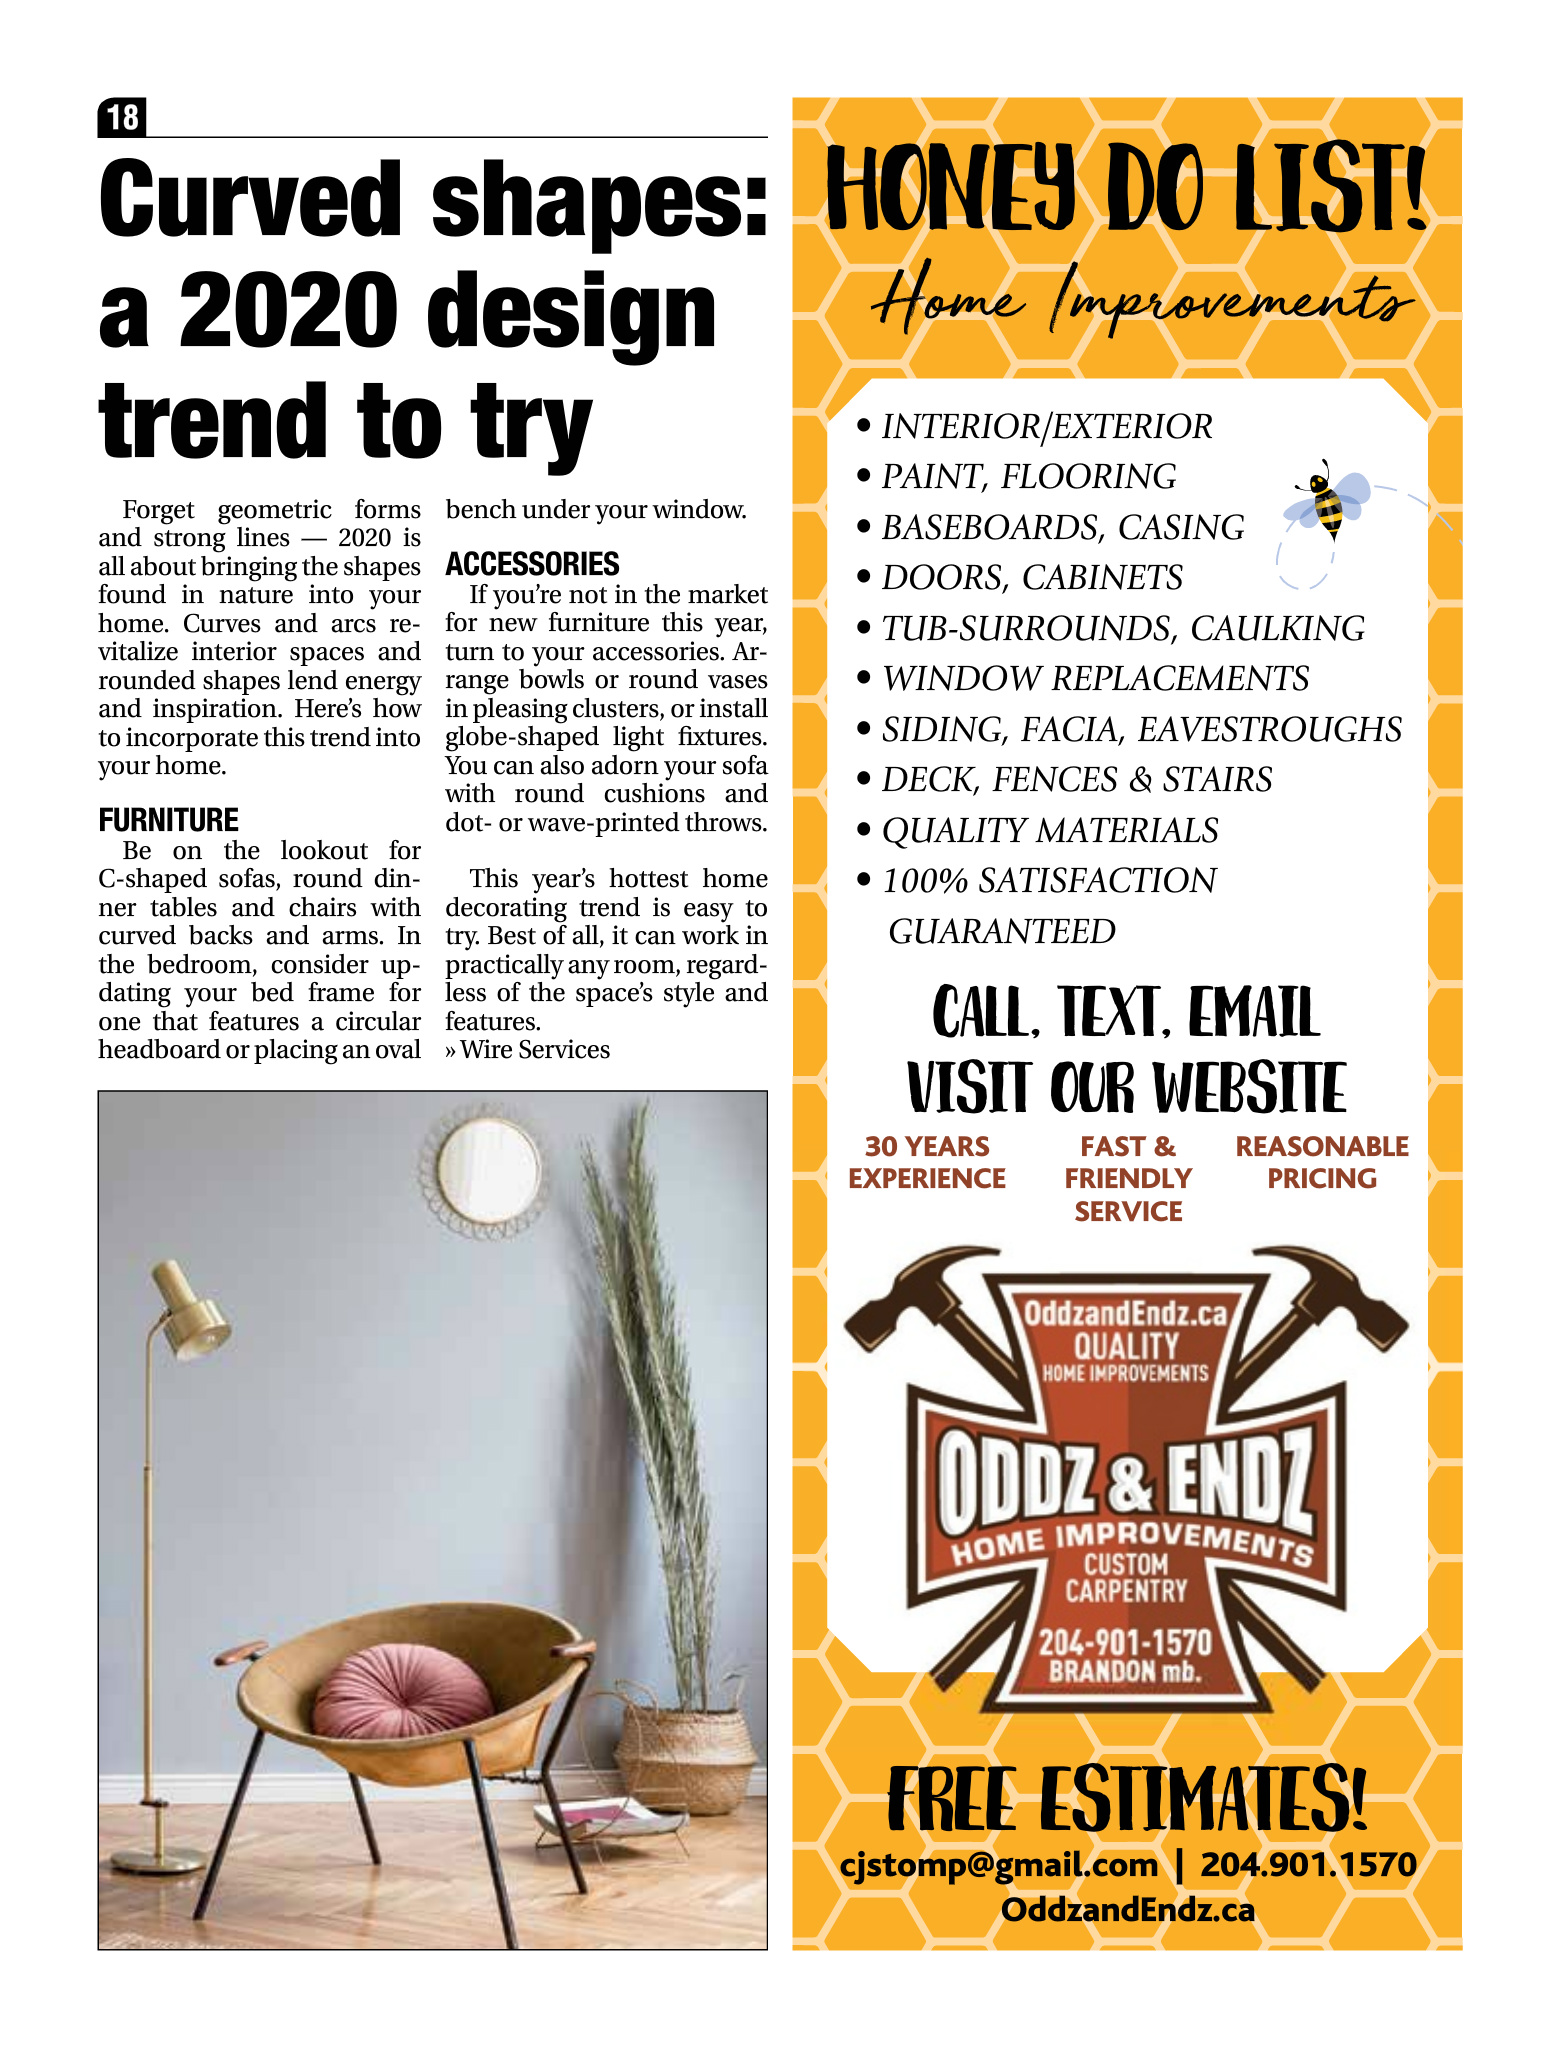 18
Curved shapes:
a 2020 design
trend to try
Forget geometric forms
and strong lines — 2020 is
all about bringing the shapes
found in nature into your
home. Curves and arcs re-
vitalize interior spaces and
rounded shapes lend energy
and inspiration. Here’s how
to incorporate this trend into
your home.
FURNITURE
Be on the lookout for
C-shaped sofas, round din-
ner tables and chairs with
curved backs and arms. In
the bedroom, consider up-
dating your bed frame for
one that features a circular
headboard or placing an oval
bench under your window.
ACCESSORIES
If you’re not in the market
for new furniture this year,
turn to your accessories. Ar-
range bowls or round vases
in pleasing clusters, or install
globe-shaped light fixtures.
You can also adorn your sofa
with round cushions and
dot- or wave-printed throws.
This year’s hottest home
decorating trend is easy to
try. Best of all, it can work in
practically any room, regard-
less of the space’s style and
features.
» Wire Services
HONEY DO LIST!
Home Improvements
• INTERIOR/EXTERIOR
• PAINT, FLOORING
• BASEBOARDS, CASING
• DOORS, CABINETS
• TUB-SURROUNDS, CAULKING
• WINDOW REPLACEMENTS
• SIDING, FACIA, EAVESTROUGHS
• DECK, FENCES & STAIRS
• QUALITY MATERIALS
• 100% SATISFACTION
GUARANTEED
CALL, TEXT, EMAIL
VISIT OUR WEBSITE
30 YEARS
EXPERIENCE
FAST &
FRIENDLY
SERVICE
REASONABLE
PRICING
OddzandEndz.ca
QUALITY
HOME IMPROVEMENTS
ODDZ & ENDZ
HOME IMPROVEMENTS
CUSTOM
CARPENTRY
204-901-1570
BRANDON mb.
FREE ESTIMATES!
cjstomp@gmail.com | 204.901.1570
OddzandEndz.ca